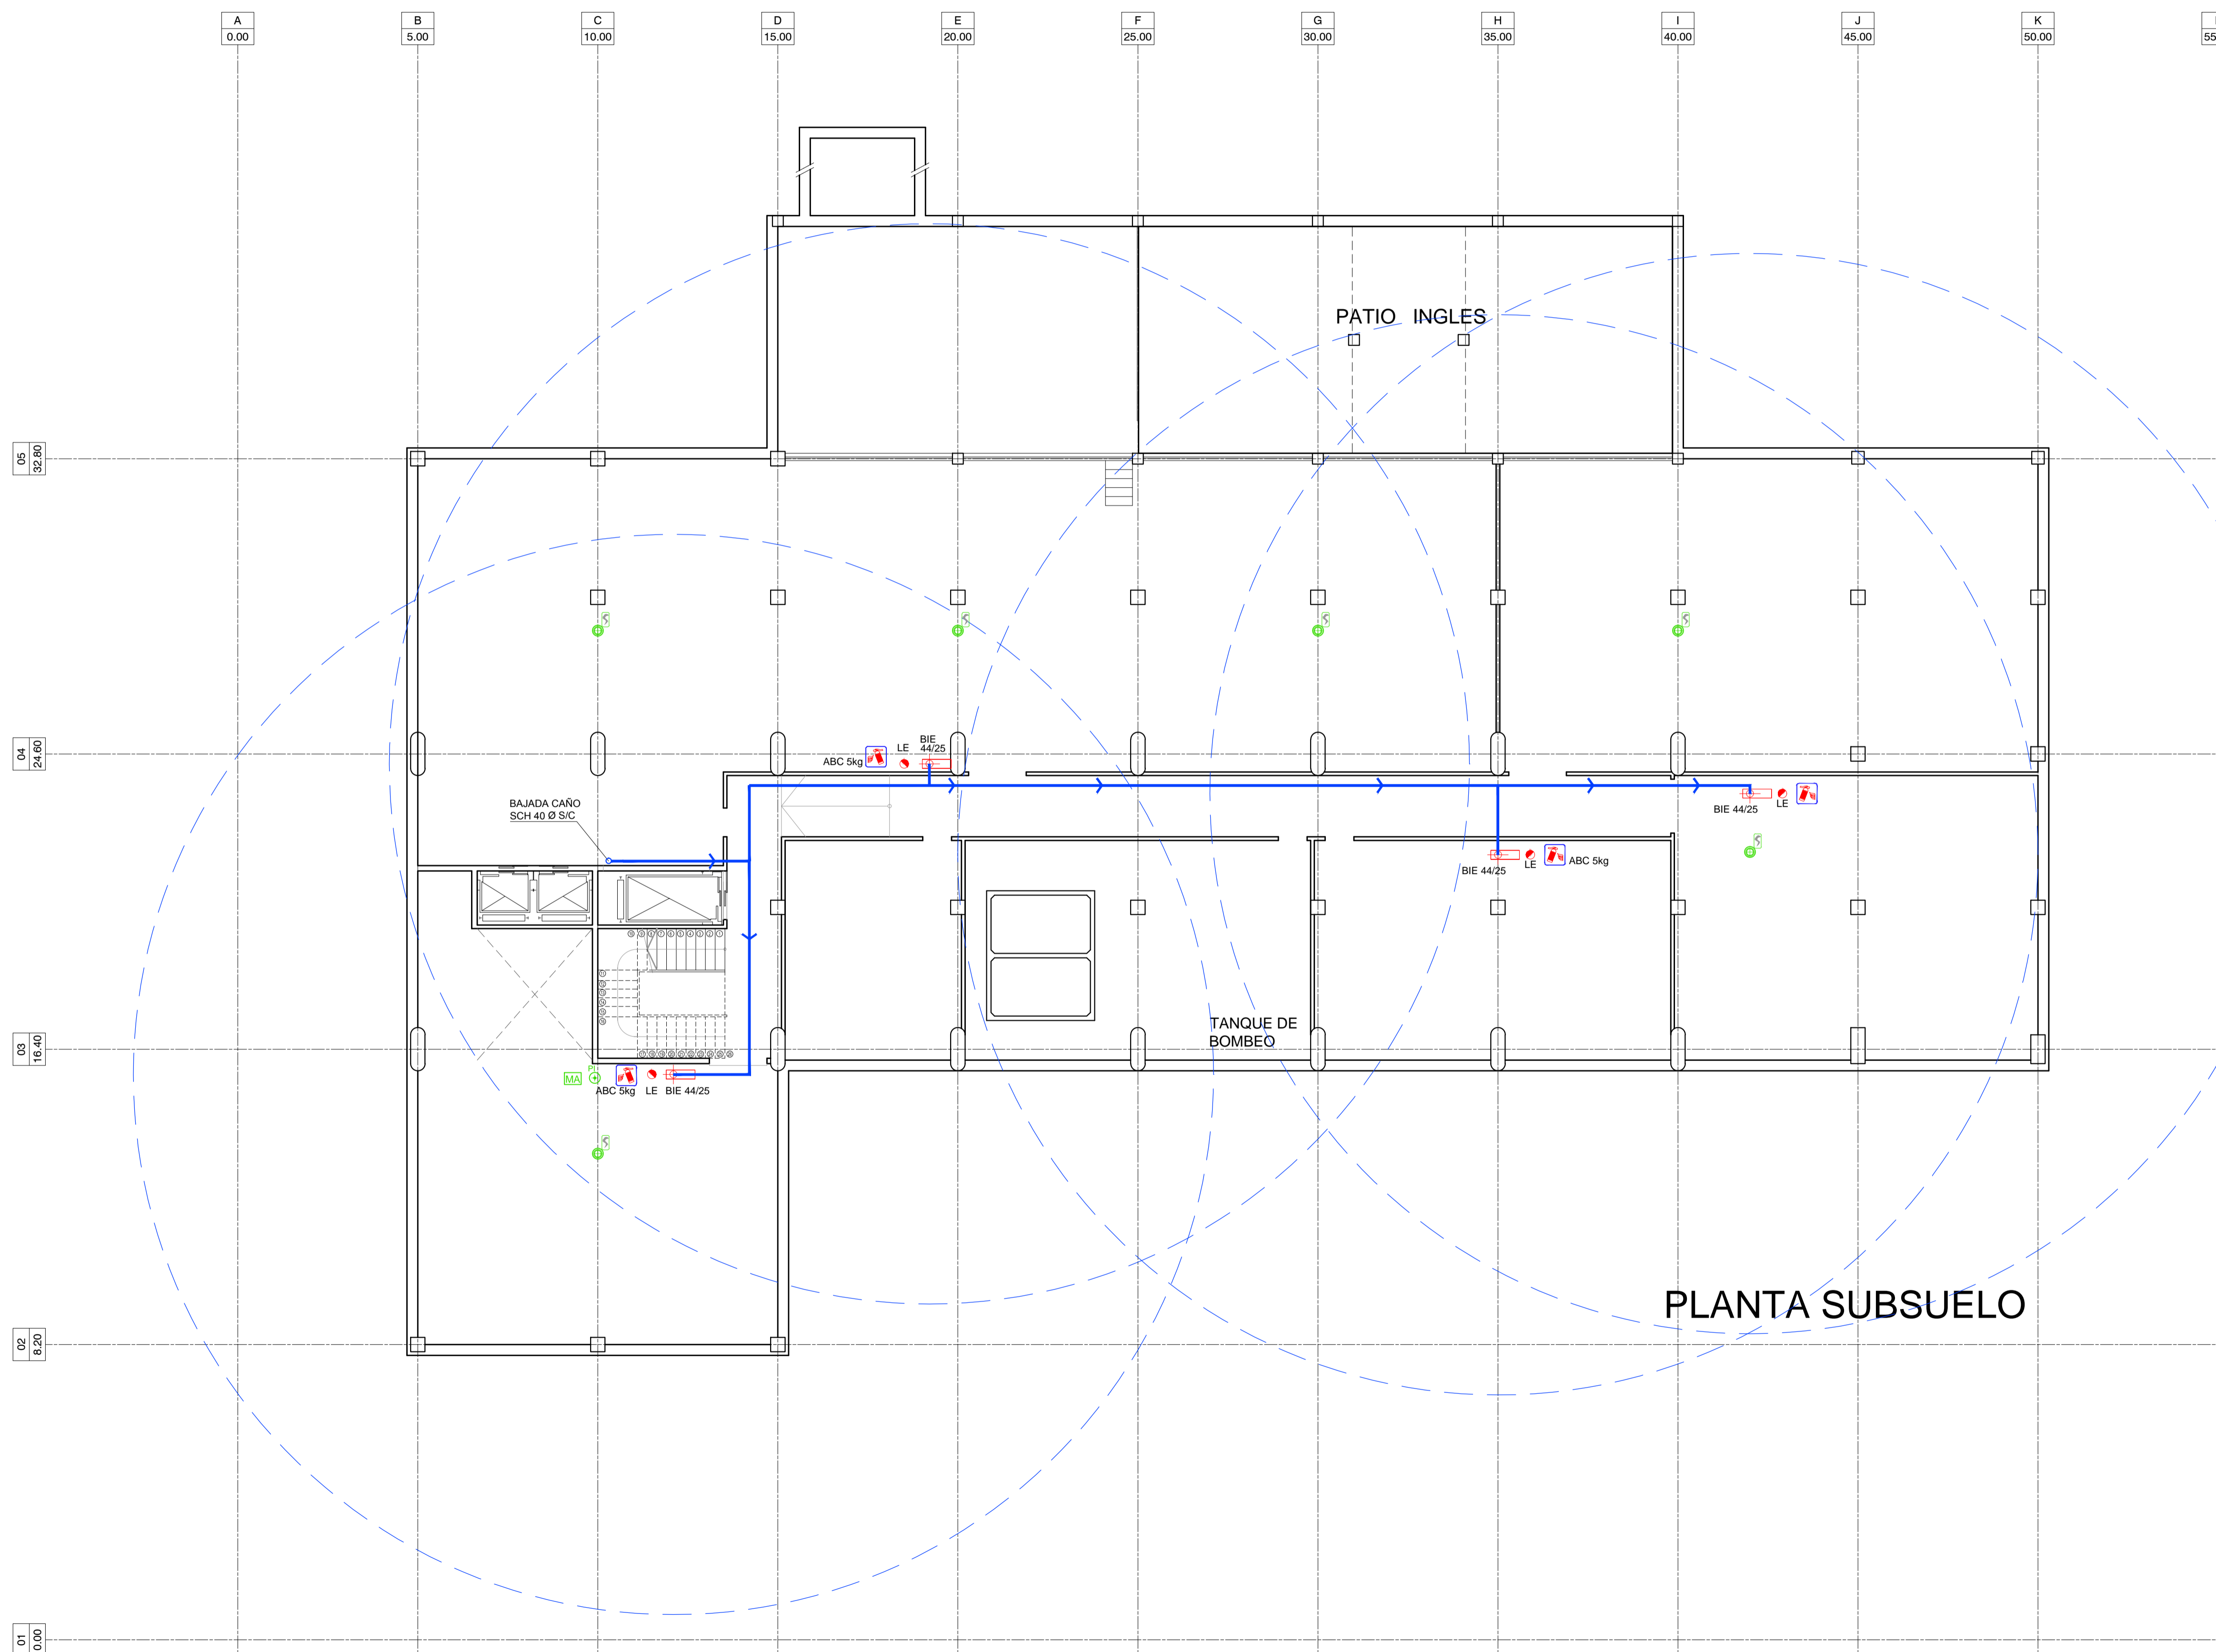 A B C D E F G H I J K
0.00 5.00 10.00 15.00 20.00 25.00 30.00 35.00 40.00 45.00 50.00
PATIO INGLES
05
32.80
04
24.60
BIE
44/25
LE
ABC 5kg
BIE 44/25
LE
BAJADA CAÑO
SCH 40 Ø S/C
BIE 44/25
LE
ABC 5kg
TANQUE DE
BOMBEO
03
16.40
MA
ABC 5kg LE BIE 44/25
PLANTA SUBSUELO
02
8.20
01
0.00